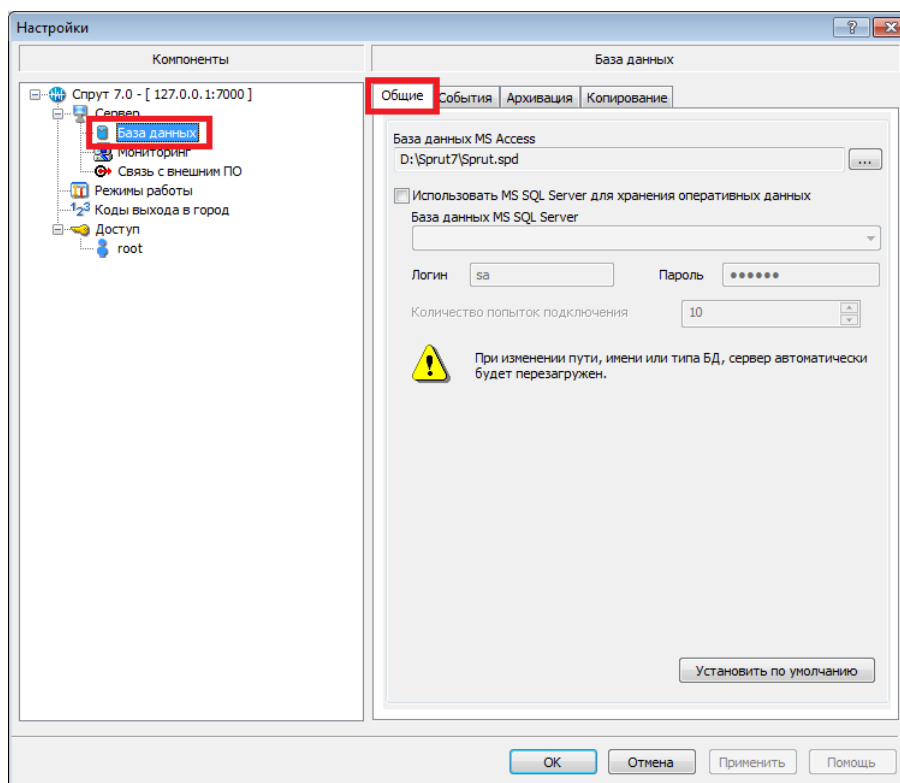 Настройки
Компоненты
База данных
Спрут 7.0 - [ 127.0.0.1:7000 ]
Сервер
База данных
Мониторинг
Связь с внешним ПО
Режимы работы
Коды выхода в город
Доступ
root
Общие События Архивация Копирование
База данных MS Access
D:\Sprut7\Sprut.spd
...
Использовать MS SQL Server для хранения оперативных данных
База данных MS SQL Server
Логин sa Пароль ••••••
Количество попыток подключения 10
При изменении пути, имени или типа БД, сервер автоматически
будет перезагружен.
Установить по умолчанию
OK Отмена Применить Помощь